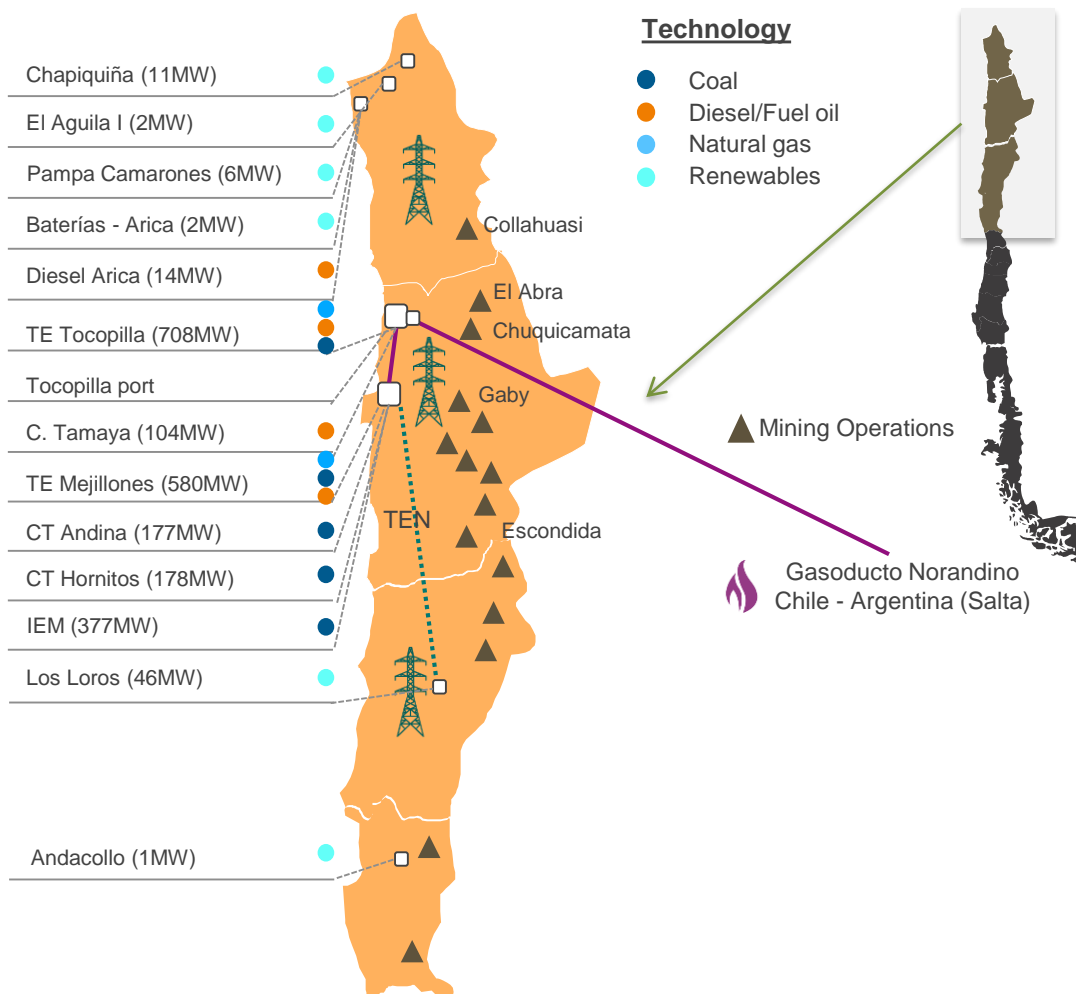 Technology
Coal
Diesel/Fuel oil
Natural gas
Renewables
Chapiquiña (11MW)
El Aguila I (2MW)
Pampa Camarones (6MW)
Baterías - Arica (2MW)
Diesel Arica (14MW)
TE Tocopilla (708MW)
Tocopilla port
C. Tamaya (104MW)
TE Mejillones (580MW)
CT Andina (177MW)
CT Hornitos (178MW)
IEM (377MW)
Los Loros (46MW)
Andacollo (1MW)
Collahuasi
El Abra
Chuquicamata
Gaby
TEN
Escondida
Mining Operations
Gasoducto Norandino
Chile - Argentina (Salta)